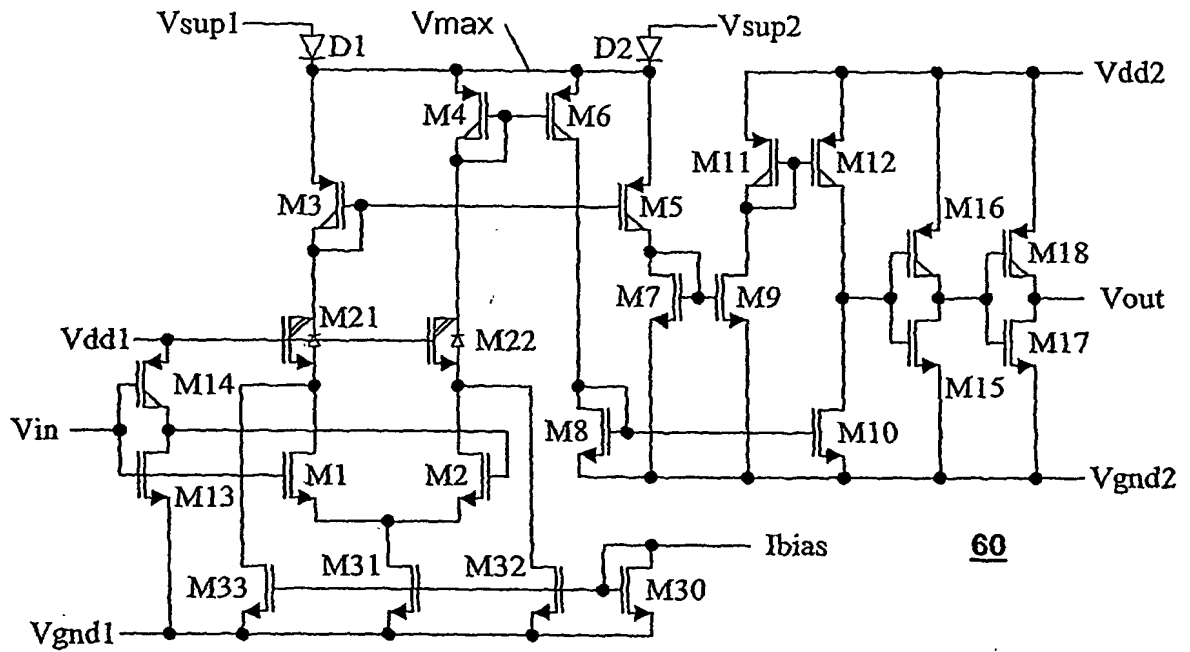 Vsup1
Vmax
Vsup2
D1
D2
Vdd2
M4
M6
M11
M12
M3
M5
M16
M18
M7
M9
Vout
Vdd1
M21
M22
M17
M14
M15
Vin
M8
M10
M1
M2
M13
Vgnd2
Ibias
60
M33
M31
M32
M30
Vgnd1